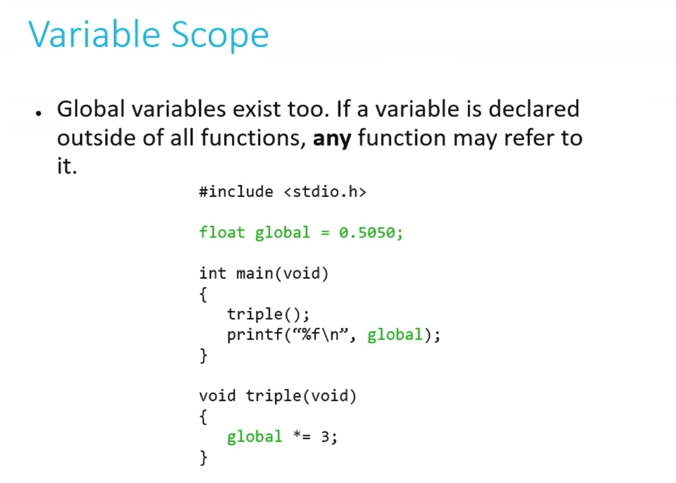 Variable Scope
• Global variables exist too. If a variable is declared
outside of all functions, any function may refer to
it.
#include <stdio.h>
float global = 0.5050;
int main(void)
{
triple();
printf(“%f\n”, global);
}
void triple(void)
{
global *= 3;
}